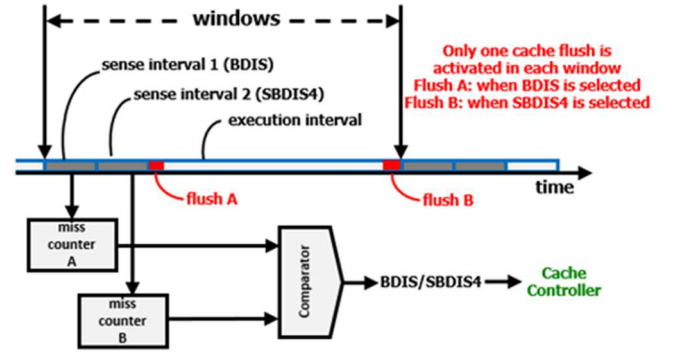 windows
Only one cache flush is
activated in each window
Flush A: when BDIS is selected
Flush B: when SBDIS4 is selected
sense interval 1 (BDIS)
sense interval 2 (SBDIS4)
execution interval
flush A
flush B
time
miss
counter
A
miss
counter
B
Comparator
BDIS/SBDIS4
Cache
Controller